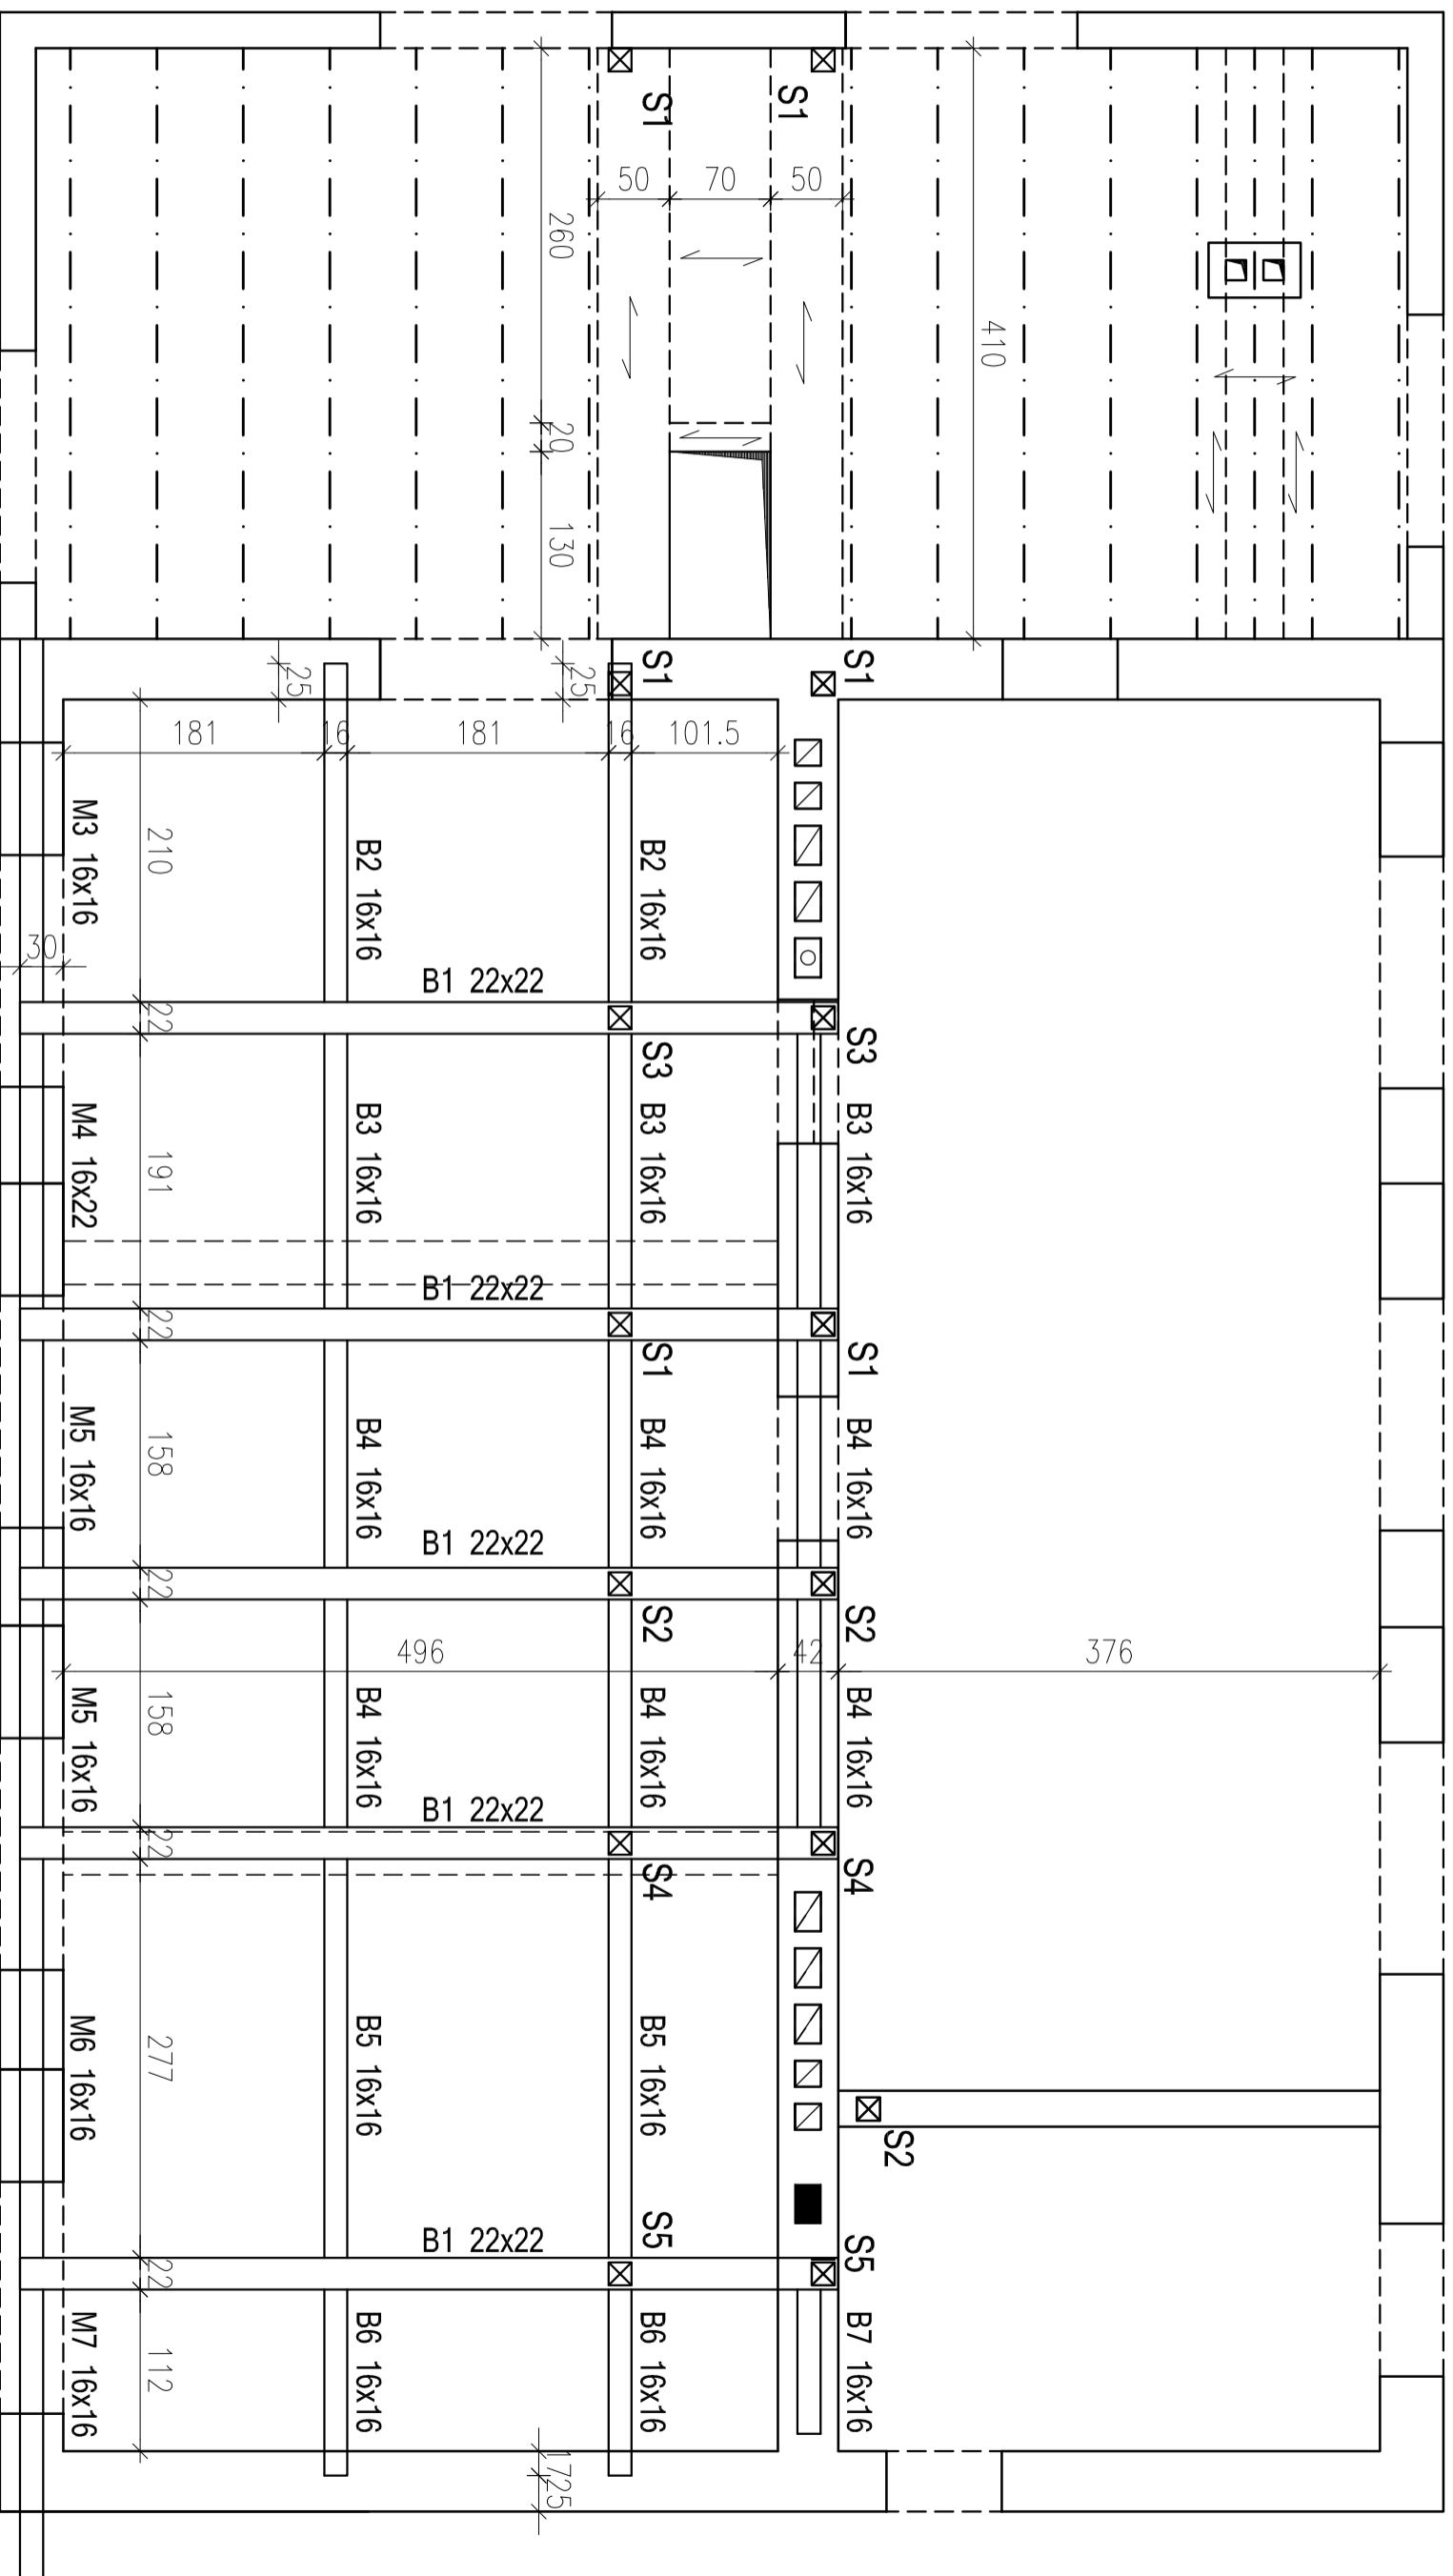 S1
S1
50
70
50
260
410
20
130
S1
S1
25
25
181
16
181
16
101.5
M3 16x16
210
B2 16x16
B2 16x16
30
B1 22x22
22
S3
S3
M4 16x22
191
B3 16x16
B3 16x16
B3 16x16
B1 22x22
22
S1
S1
M5 16x16
158
B4 16x16
B4 16x16
B4 16x16
B1 22x22
22
S2
S2
496
42
376
M5 16x16
158
B4 16x16
B4 16x16
B4 16x16
B1 22x22
22
S4
S4
M6 16x16
277
B5 16x16
B5 16x16
S2
S5
S5
B1 22x22
22
M7 16x16
112
B6 16x16
B6 16x16
B7 16x16
17
25